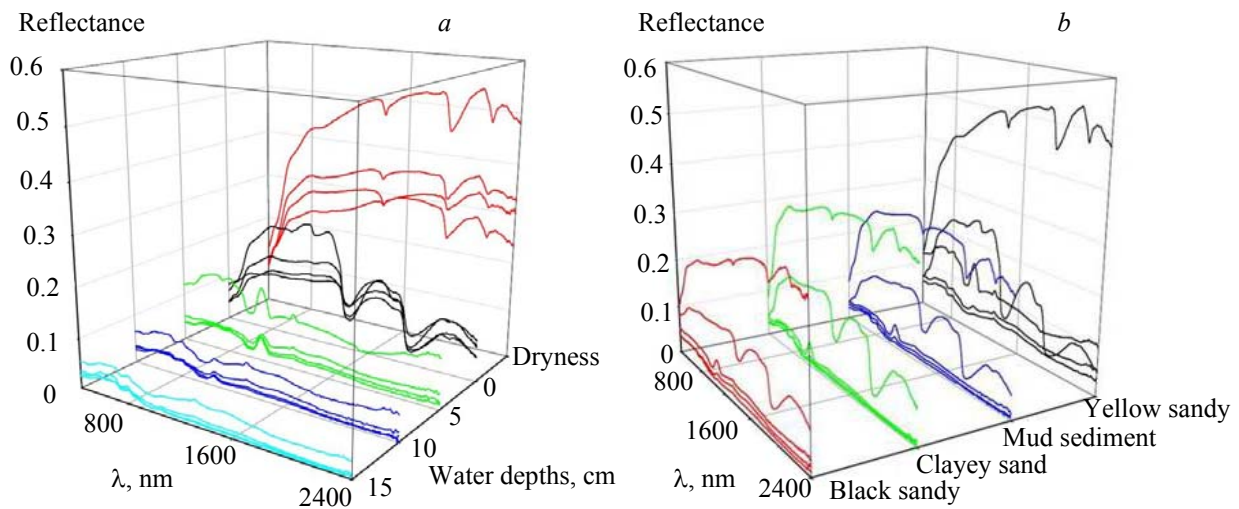 Reflectance a
0.6
0.5
0.4
0.3
0.2
0.1
0
800
1600
2400
λ, nm
15
10
5
0
Dryness
Water depths, cm
Reflectance b
0.6
0.5
0.4
0.3
0.2
0.1
0
800
1600
2400
λ, nm
Black sandy
Clayey sand
Mud sediment
Yellow sandy